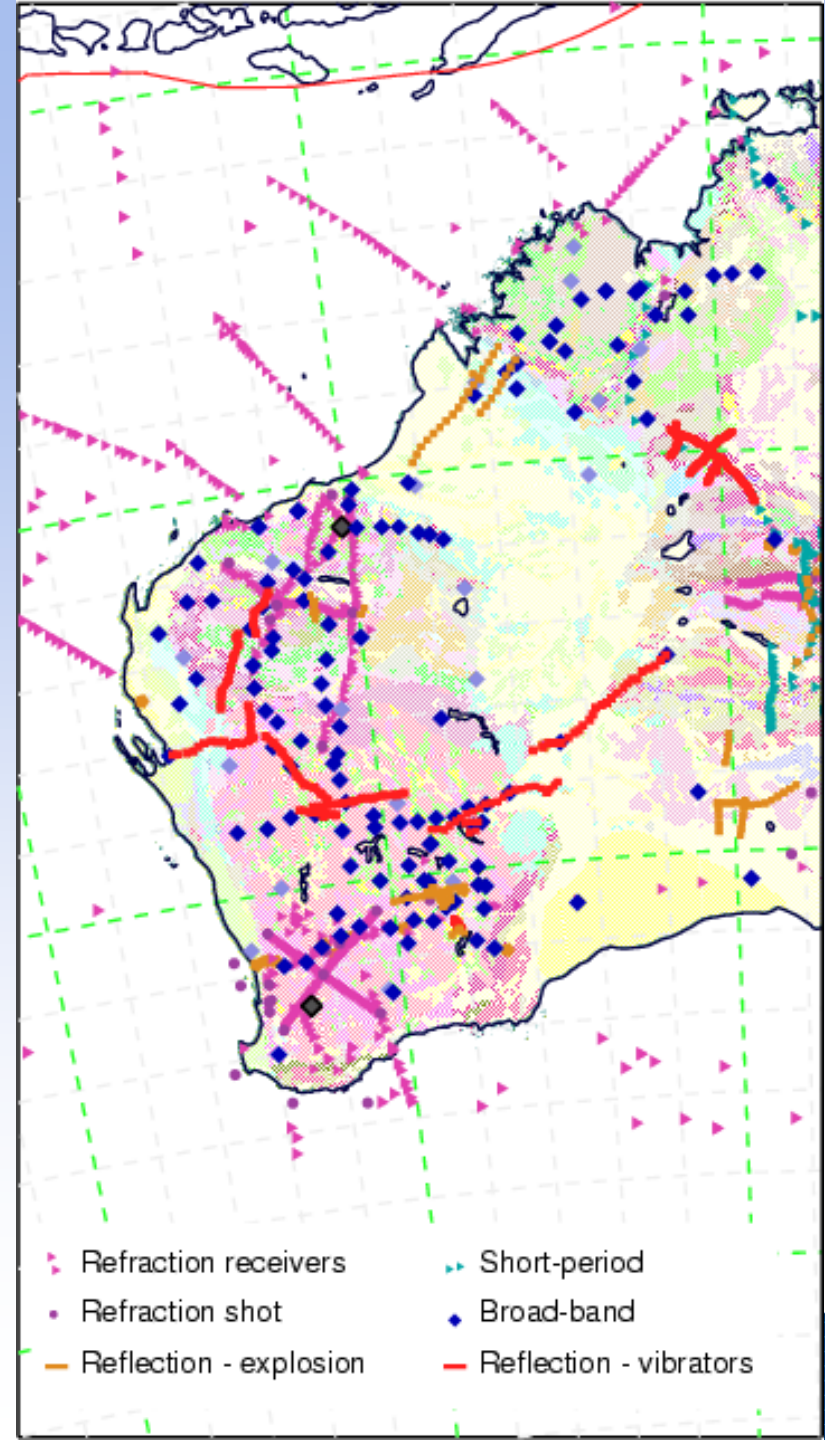 Refraction receivers
Short-period
Refraction shot
Broad-band
Reflection - explosion
Reflection - vibrators